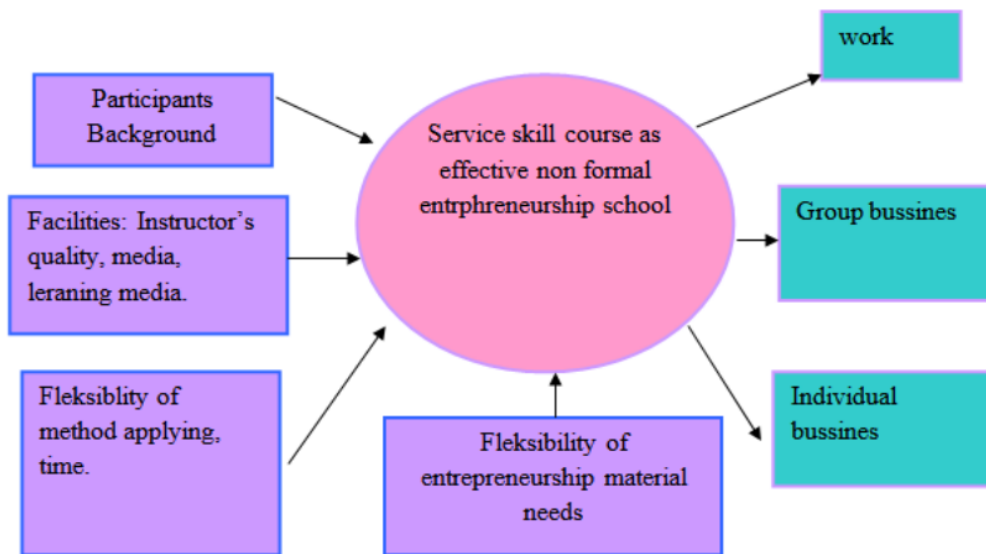 Participants
Background
Facilities: Instructor's
quality, media,
leraning media.
Fleksiblity of
method applying,
time.
Service skill course as
effective non formal
entrphreneurship school
Fleksibility of
entrepreneurship material
needs
work
Group bussines
Individual
bussines